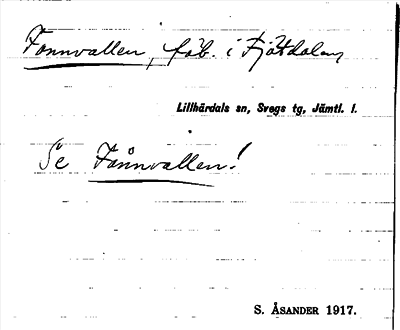 Fonnvallen, fäb. i Fjätdalen
Lillhärdals sn, Svegs tg, Jämtl. l.
Se Fånnvallen!
S. ÅSANDER 1917.